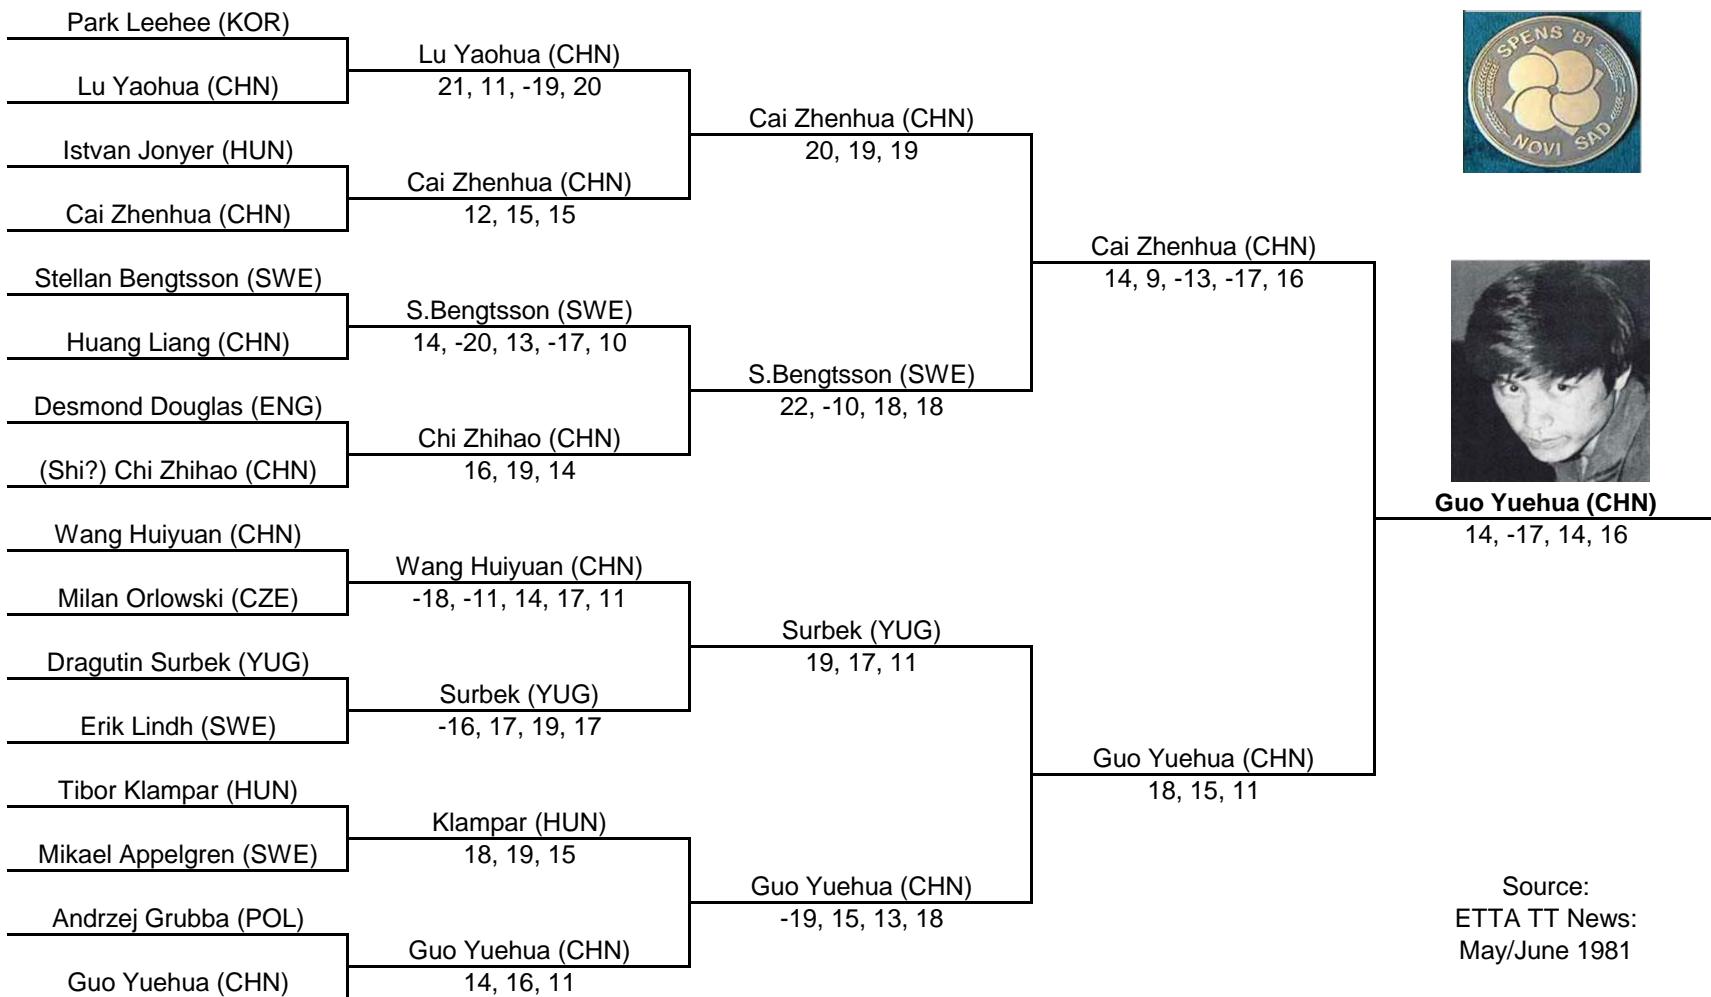 Park Leehee (KOR)
Lu Yaohua (CHN)
Istvan Jonyer (HUN)
Cai Zhenhua (CHN)
Stellan Bengtsson (SWE)
Huang Liang (CHN)
Desmond Douglas (ENG)
(Shi?) Chi Zhihao (CHN)
Wang Huiyuan (CHN)
Milan Orlowski (CZE)
Dragutin Surbek (YUG)
Erik Lindh (SWE)
Tibor Klampar (HUN)
Mikael Appelgren (SWE)
Andrzej Grubba (POL)
Guo Yuehua (CHN)
Lu Yaohua (CHN)
21, 11, -19, 20
Cai Zhenhua (CHN)
12, 15, 15
S.Bengtsson (SWE)
14, -20, 13, -17, 10
Chi Zhihao (CHN)
16, 19, 14
Wang Huiyuan (CHN)
-18, -11, 14, 17, 11
Surbek (YUG)
-16, 17, 19, 17
Klampar (HUN)
18, 19, 15
Guo Yuehua (CHN)
14, 16, 11
Cai Zhenhua (CHN)
20, 19, 19
S.Bengtsson (SWE)
22, -10, 18, 18
Surbek (YUG)
19, 17, 11
Guo Yuehua (CHN)
-19, 15, 13, 18
Cai Zhenhua (CHN)
14, 9, -13, -17, 16
Guo Yuehua (CHN)
18, 15, 11
SPENS '81
NOVI SAD
Guo Yuehua (CHN)
14, -17, 14, 16
Source:
ETTA TT News:
May/June 1981